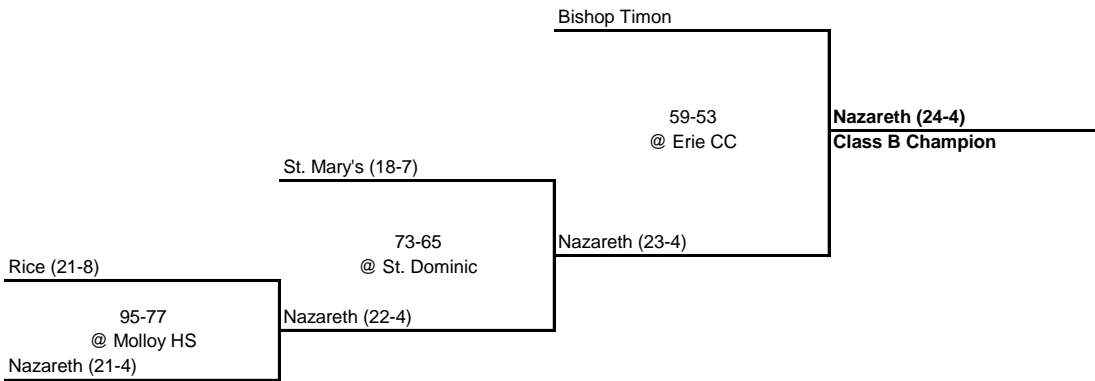 Bishop Timon
59-53
@ Erie CC
Nazareth (24-4)
Class B Champion
St. Mary's (18-7)
73-65
@ St. Dominic
Nazareth (23-4)
Rice (21-8)
95-77
@ Molloy HS
Nazareth (22-4)
Nazareth (21-4)